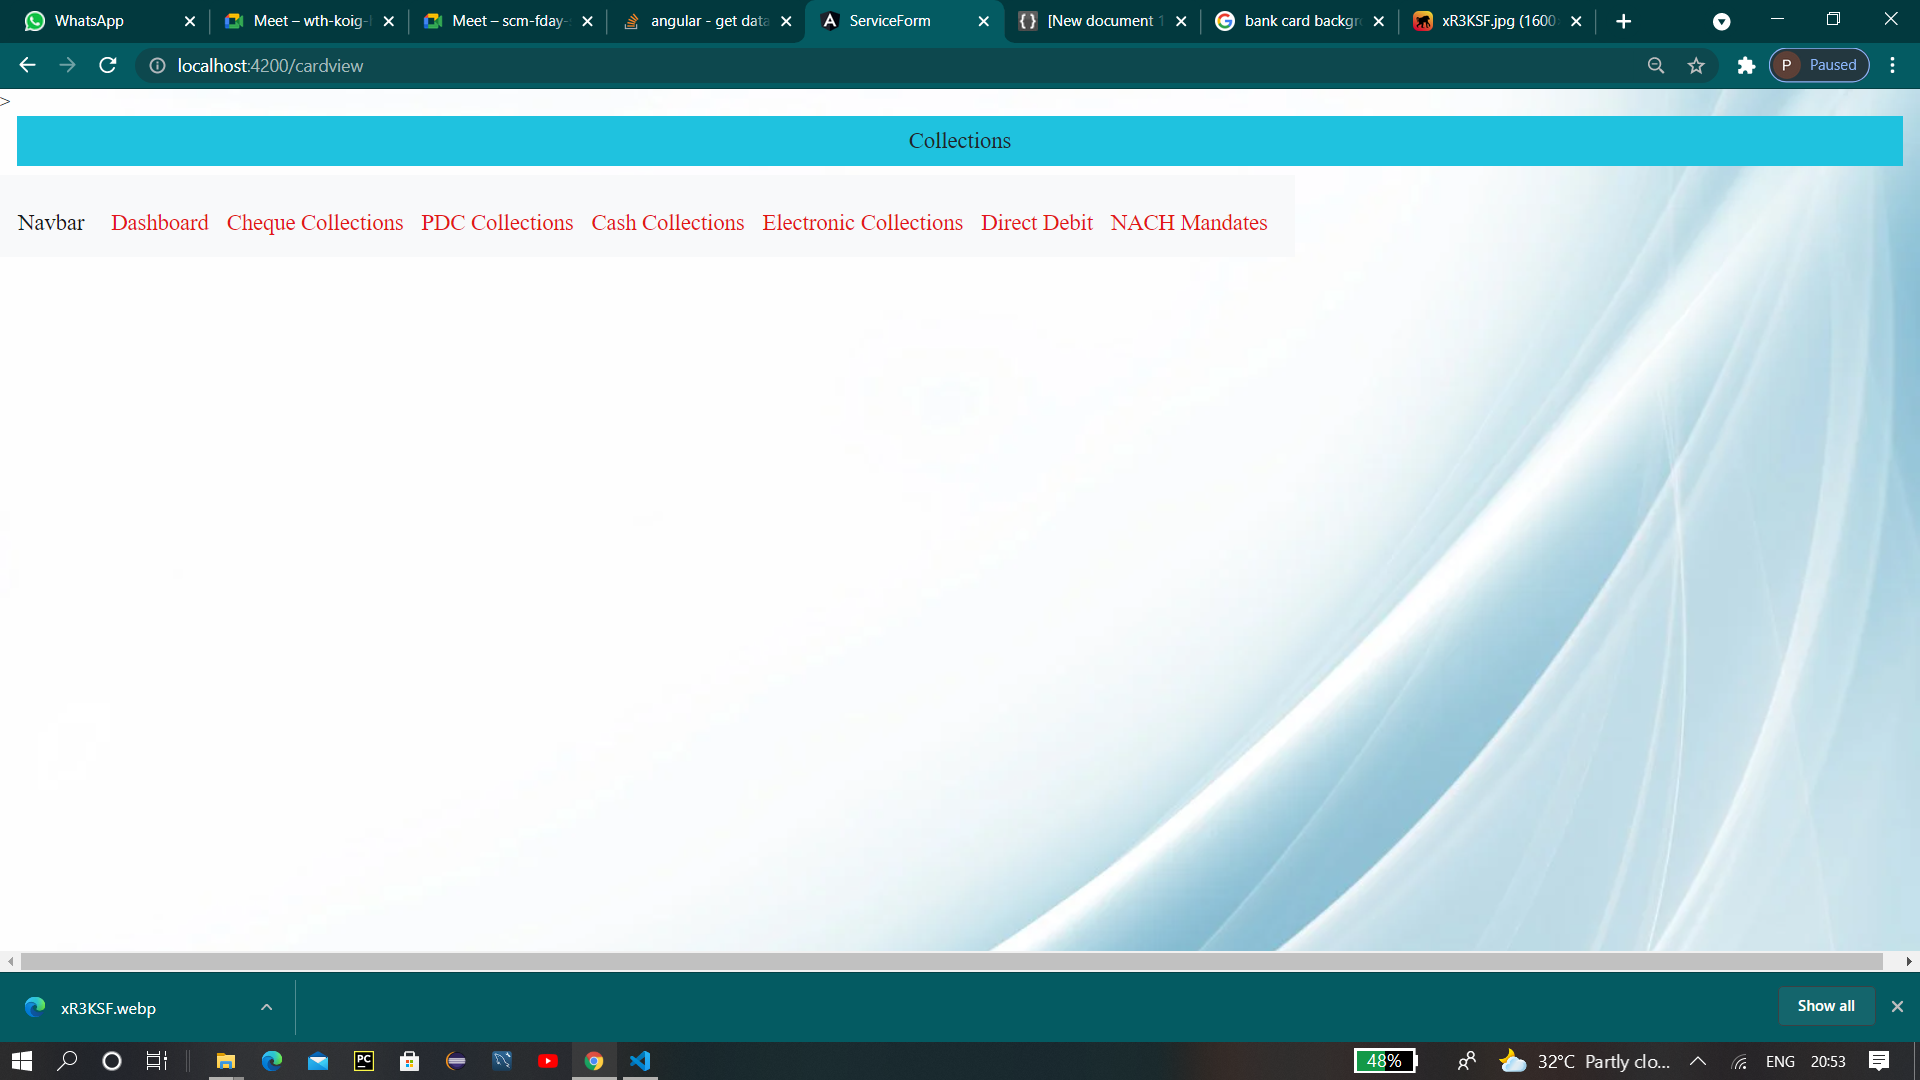 WhatsApp
Meet – wth-koig-
Meet – scm-fday-
angular - get data
ServiceForm
[New document 1
bank card backgr
xR3KSF.jpg (1600
localhost:4200/cardview
P Paused
>
Collections
Navbar Dashboard Cheque Collections PDC Collections Cash Collections Electronic Collections Direct Debit NACH Mandates
xR3KSF.webp
Show all
PC
48%
32°C Partly clo...
ENG
20:53